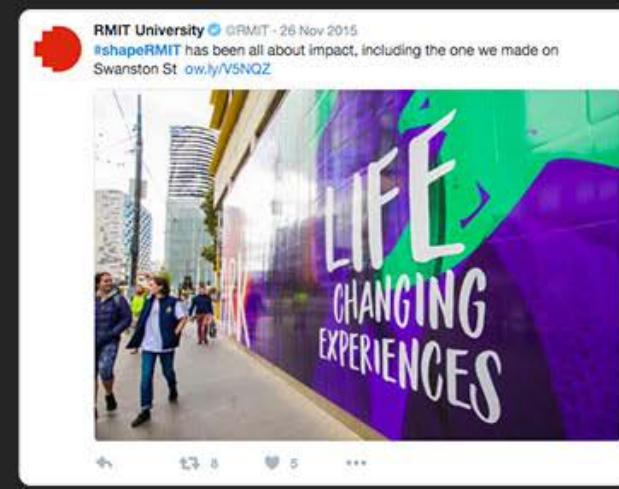 RMIT University @RMIT · 26 Nov 2015
#shapeRMIT has been all about impact, including the one we made on
Swanston St ow.ly/V5NQZ
LIFE
CHANGING
EXPERIENCES
8 5